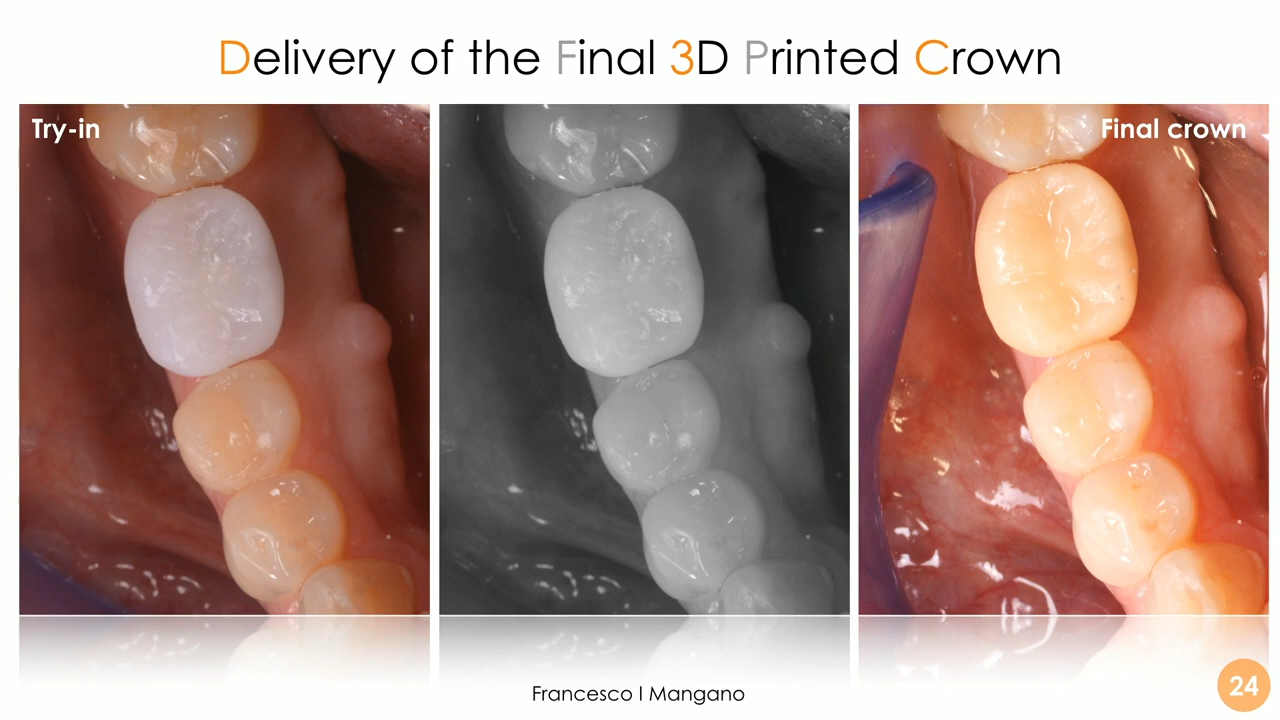 Delivery of the Final 3D Printed Crown
Try-in
Final crown
Francesco I Mangano
24